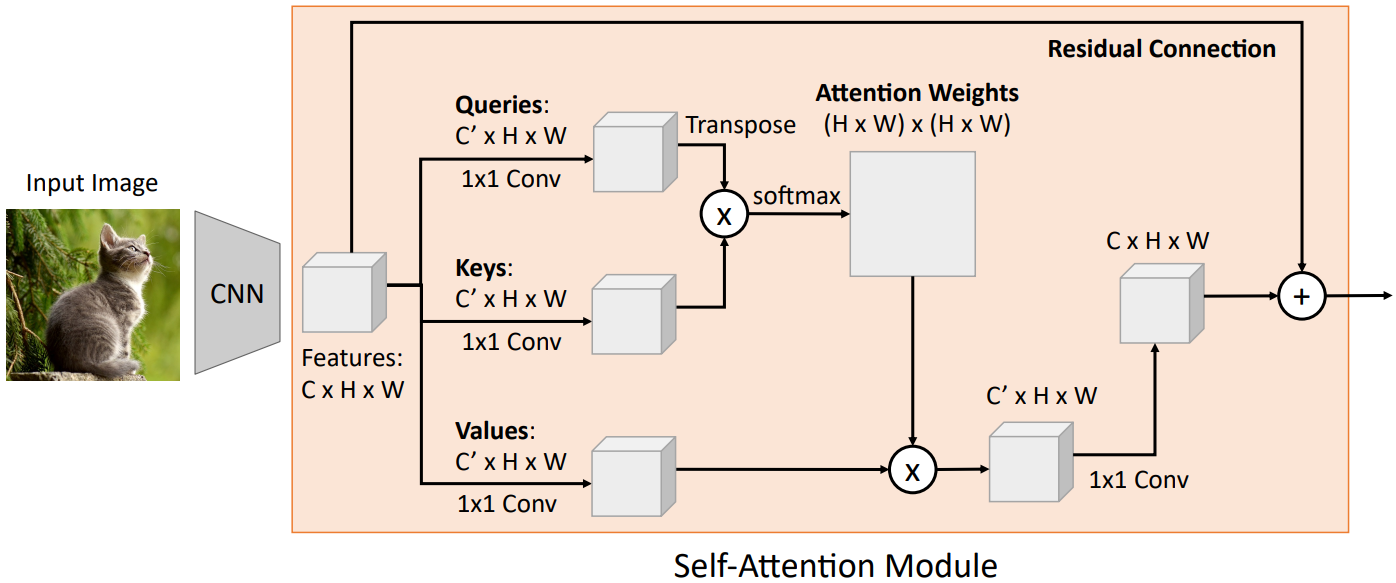 Residual Connection
Queries:
C’ x H x W
1x1 Conv
Transpose
Attention Weights
(H x W) x (H x W)
softmax
Input Image
CNN
Features:
C x H x W
Keys:
C’ x H x W
1x1 Conv
Values:
C’ x H x W
1x1 Conv
x
x
C’ x H x W
1x1 Conv
C x H x W
+
Self-Attention Module